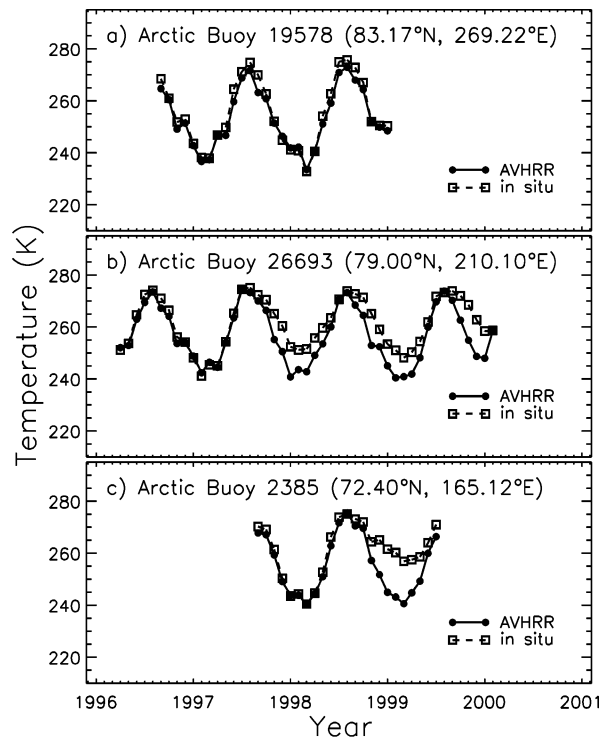 a) Arctic Buoy 19578 (83.17°N, 269.22°E)
280
260
240
220
AVHRR
in situ
b) Arctic Buoy 26693 (79.00°N, 210.10°E)
280
260
240
220
AVHRR
in situ
c) Arctic Buoy 2385 (72.40°N, 165.12°E)
280
260
240
220
AVHRR
in situ
Temperature (K)
1996 1997 1998 1999 2000 2001
Year